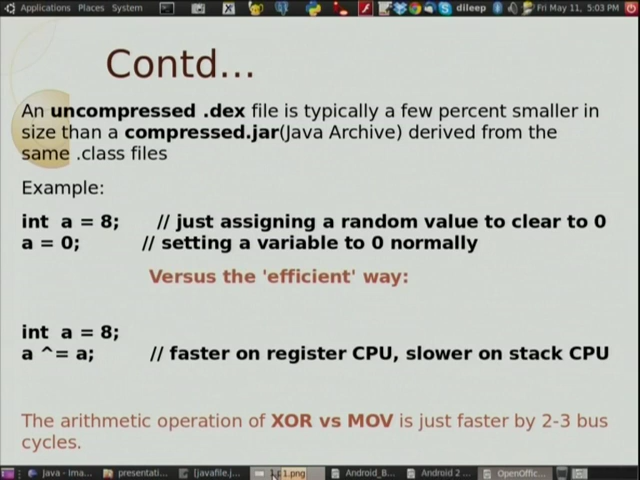 Applications Places System dileep Fri May 11, 5:03 PM
Contd...
An uncompressed .dex file is typically a few percent smaller in
size than a compressed.jar(Java Archive) derived from the
same .class files
Example:
int a = 8; // just assigning a random value to clear to 0
a = 0; // setting a variable to 0 normally
Versus the 'efficient' way:
int a = 8;
a ^= a; // faster on register CPU, slower on stack CPU
The arithmetic operation of XOR vs MOV is just faster by 2-3 bus
cycles.
Java - Ima... presentati... [javafile.j... 1.png Android_B... Android 2 ... OpenOffic...